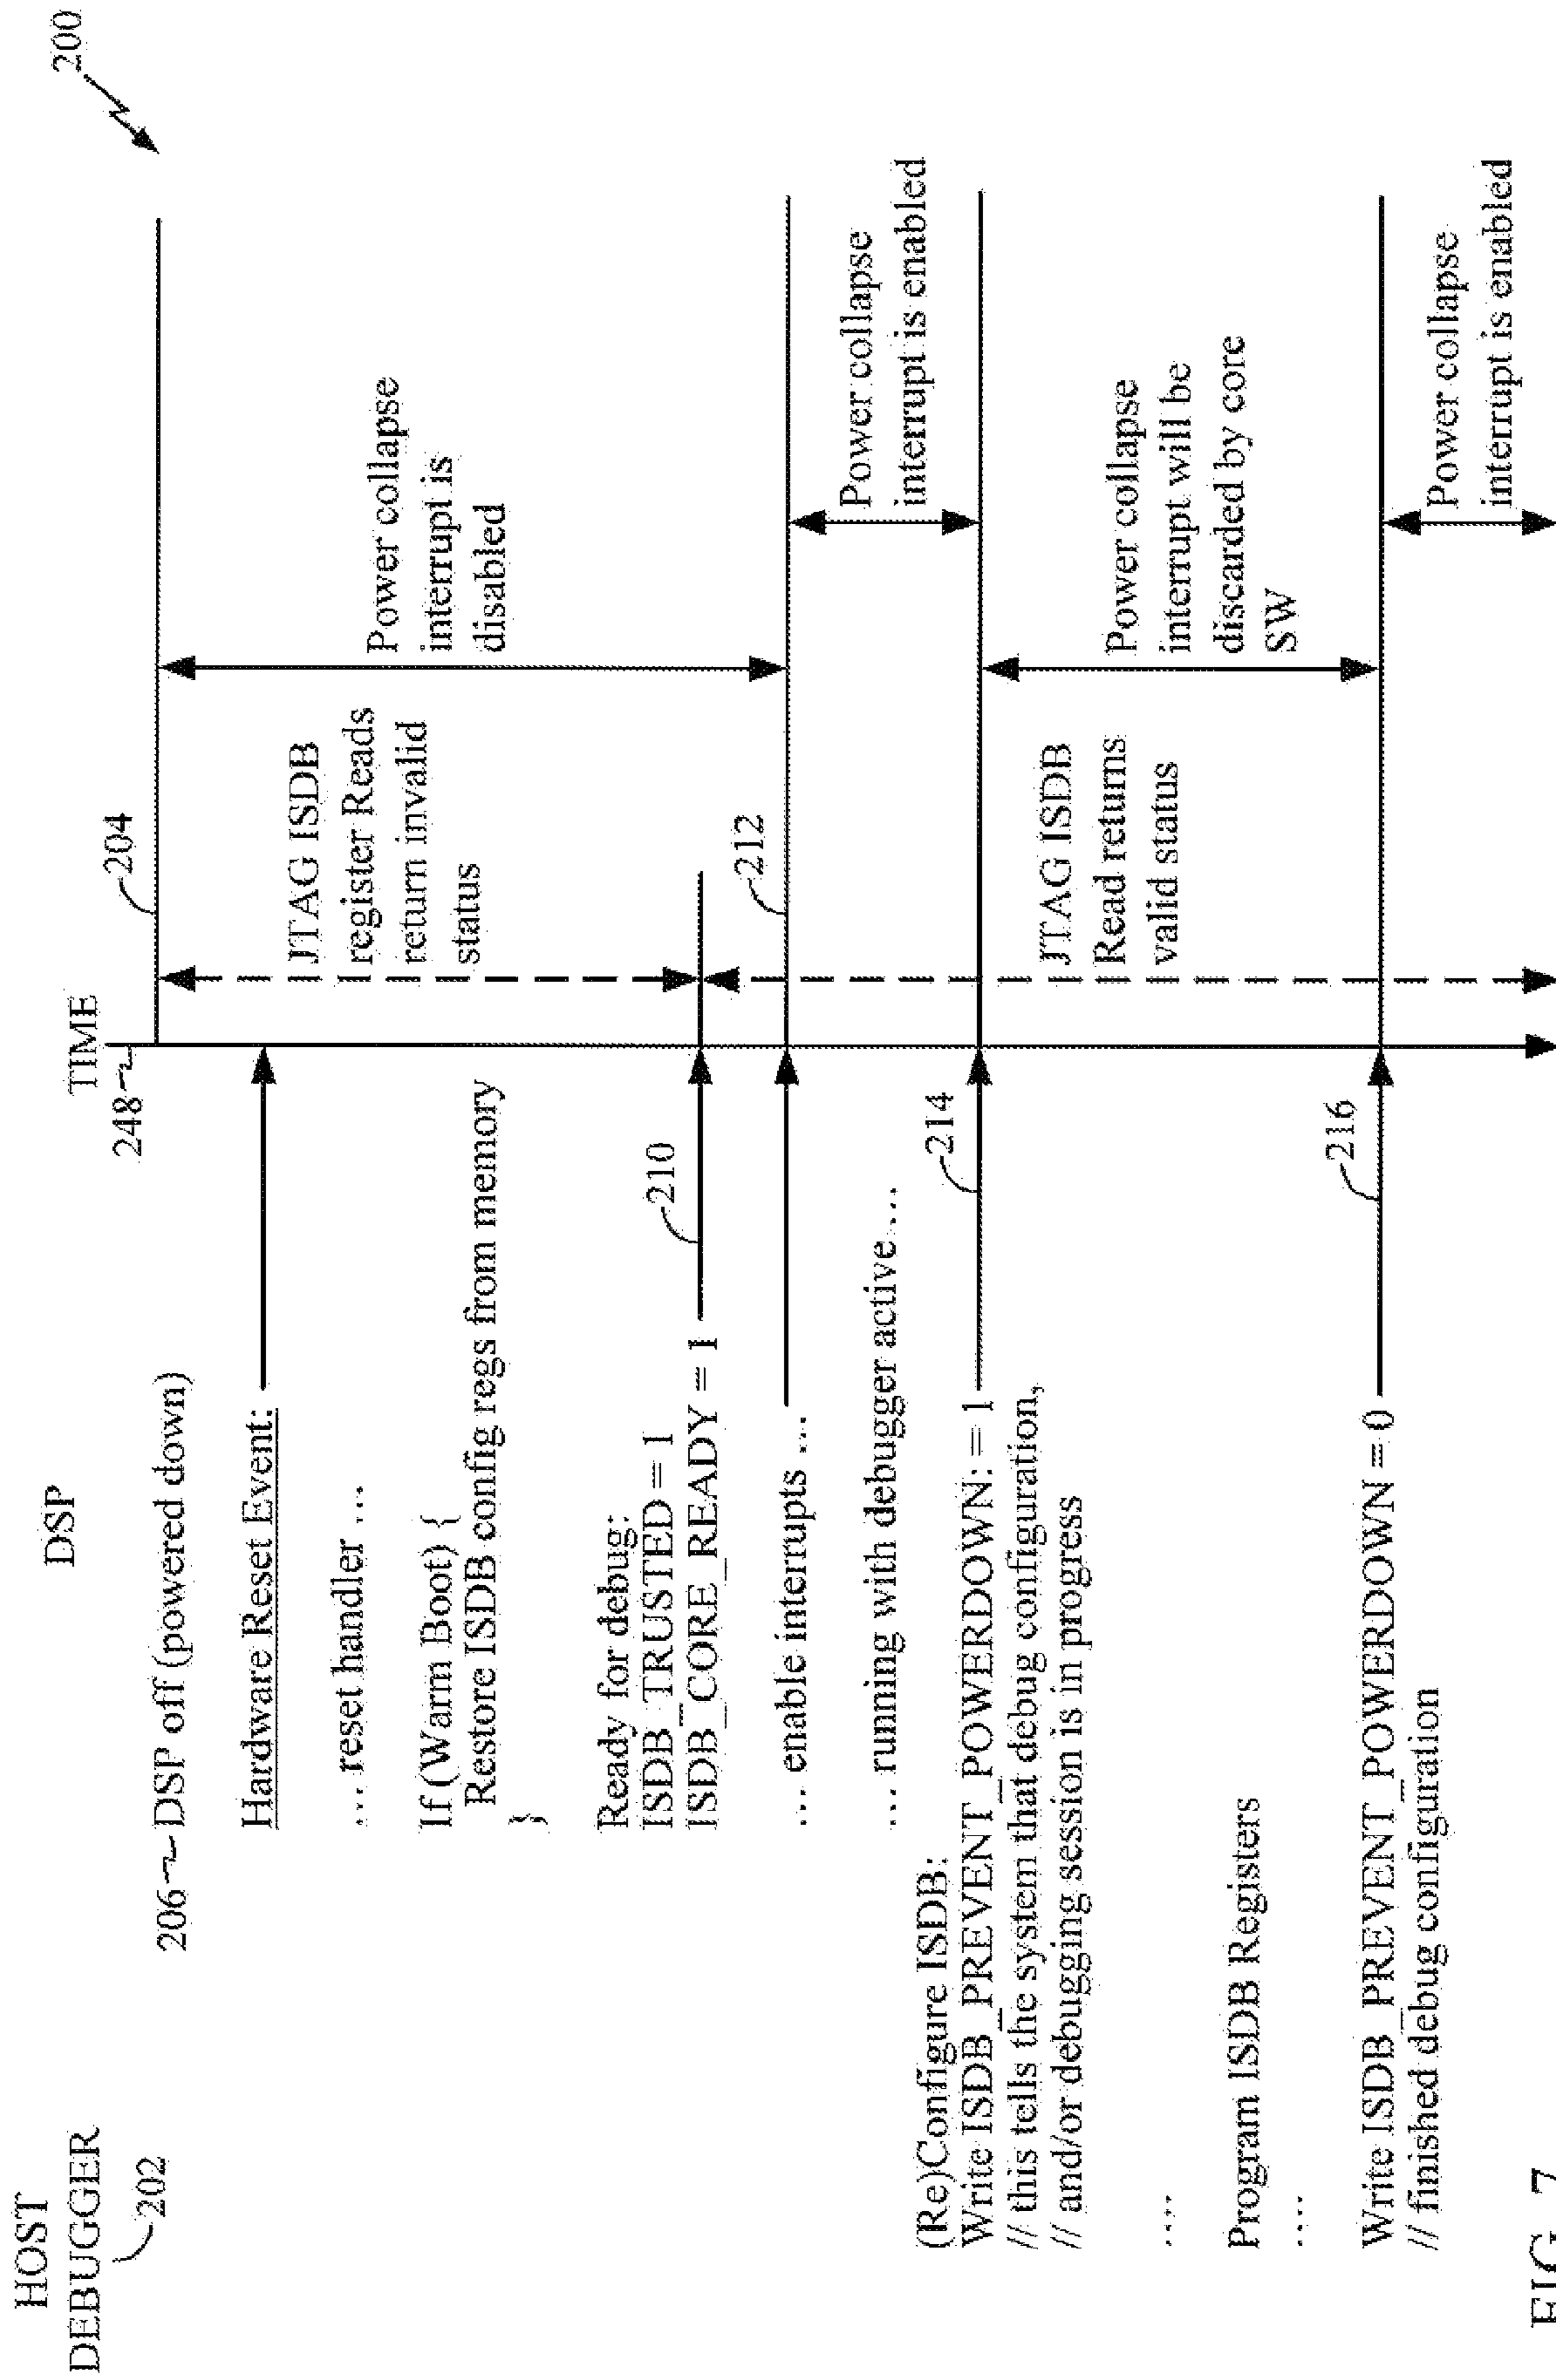 HOST
DEBUGGER
202
DSP
TIME
248
200
204
206
DSP off (powered down)
Hardware Reset Event:
... reset handler ...
If (Warm Boot) {
Restore ISDB config regs from memory
}
Ready for debug:
ISDB_TRUSTED = 1
ISDB_CORE_READY = 1
210
... enable interrupts ...
212
... running with debugger active ...
(Re)Configure ISDB:
Write ISDB_PREVENT_POWERDOWN: = 1
214
// this tells the system that debug configuration,
// and/or debugging session is in progress
....
Program ISDB Registers
....
Write ISDB_PREVENT_POWERDOWN = 0
216
// finished debug configuration
JTAG ISDB
register Reads
return invalid
status
Power collapse
interrupt is
disabled
Power collapse
interrupt is enabled
JTAG ISDB
Read returns
valid status
Power collapse
interrupt will be
discarded by core
SW
Power collapse
interrupt is enabled
FIG. 7